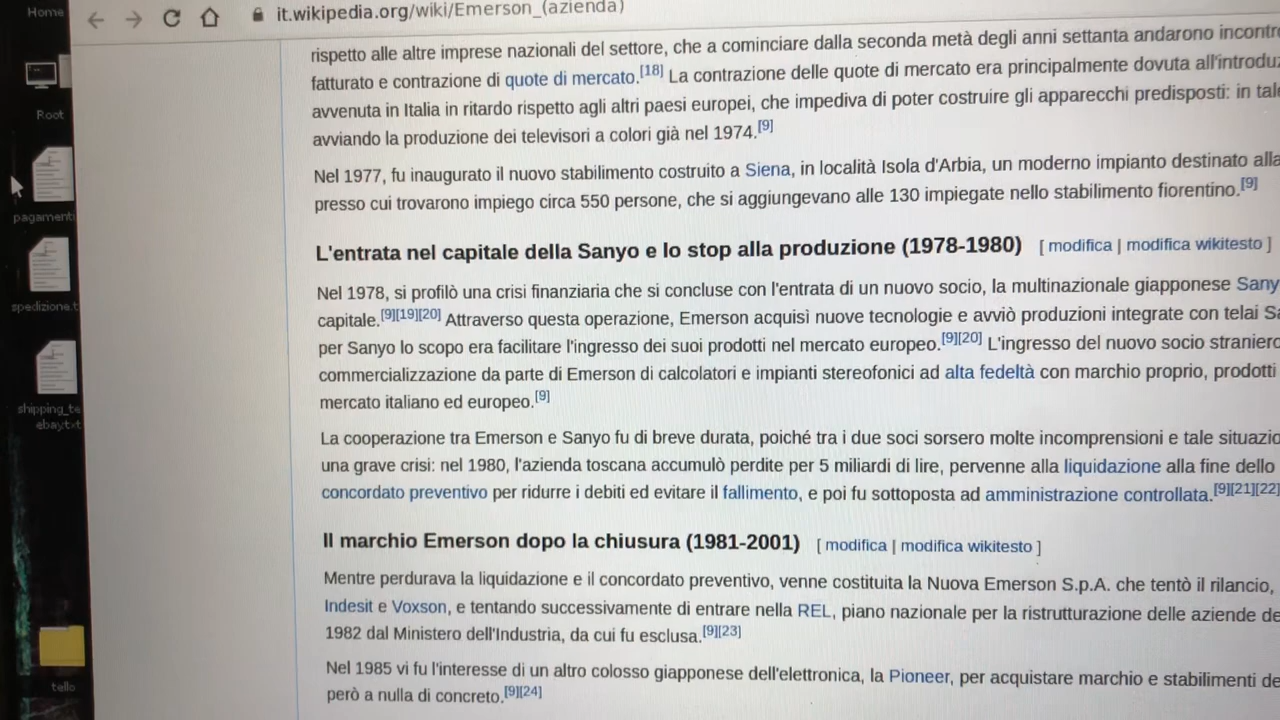 Home
it.wikipedia.org/wiki/Emerson_(azienda)
Root
pagamenti
spedizione.t
shipping_te
ebay.txt
tello
rispetto alle altre imprese nazionali del settore, che a cominciare dalla seconda metà degli anni settanta andarono incontro
fatturato e contrazione di quote di mercato.[18] La contrazione delle quote di mercato era principalmente dovuta all'introduz
avvenuta in Italia in ritardo rispetto agli altri paesi europei, che impediva di poter costruire gli apparecchi predisposti: in tale
avviando la produzione dei televisori a colori già nel 1974.[9]
Nel 1977, fu inaugurato il nuovo stabilimento costruito a Siena, in località Isola d'Arbia, un moderno impianto destinato alla
presso cui trovarono impiego circa 550 persone, che si aggiungevano alle 130 impiegate nello stabilimento fiorentino.[9]
L'entrata nel capitale della Sanyo e lo stop alla produzione (1978-1980) [ modifica | modifica wikitesto ]
Nel 1978, si profilò una crisi finanziaria che si concluse con l'entrata di un nuovo socio, la multinazionale giapponese Sany
capitale.[9][19][20] Attraverso questa operazione, Emerson acquisì nuove tecnologie e avviò produzioni integrate con telai Sa
per Sanyo lo scopo era facilitare l'ingresso dei suoi prodotti nel mercato europeo.[9][20] L'ingresso del nuovo socio straniero
commercializzazione da parte di Emerson di calcolatori e impianti stereofonici ad alta fedeltà con marchio proprio, prodotti
mercato italiano ed europeo.[9]
La cooperazione tra Emerson e Sanyo fu di breve durata, poiché tra i due soci sorsero molte incomprensioni e tale situazio
una grave crisi: nel 1980, l'azienda toscana accumulò perdite per 5 miliardi di lire, pervenne alla liquidazione alla fine dello
concordato preventivo per ridurre i debiti ed evitare il fallimento, e poi fu sottoposta ad amministrazione controllata.[9][21][22]
Il marchio Emerson dopo la chiusura (1981-2001) [ modifica | modifica wikitesto ]
Mentre perdurava la liquidazione e il concordato preventivo, venne costituita la Nuova Emerson S.p.A. che tentò il rilancio,
Indesit e Voxson, e tentando successivamente di entrare nella REL, piano nazionale per la ristrutturazione delle aziende de
1982 dal Ministero dell'Industria, da cui fu esclusa.[9][23]
Nel 1985 vi fu l'interesse di un altro colosso giapponese dell'elettronica, la Pioneer, per acquistare marchio e stabilimenti de
però a nulla di concreto.[9][24]